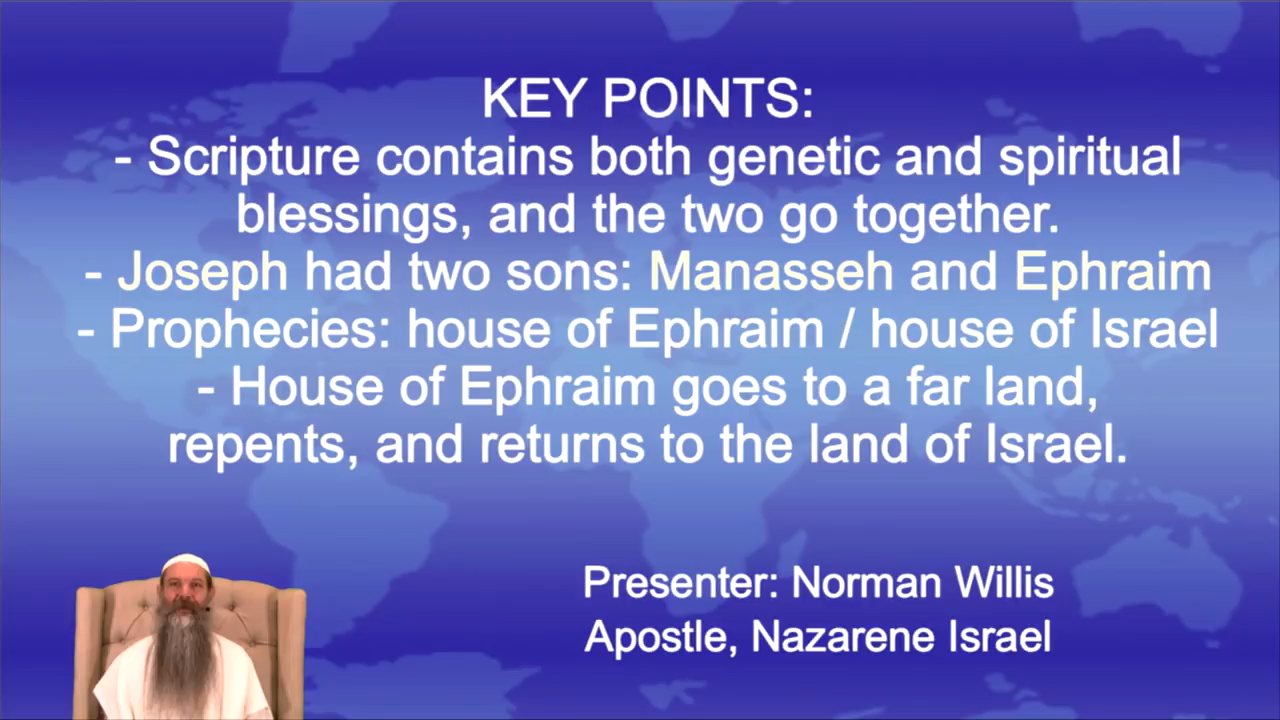 KEY POINTS:
- Scripture contains both genetic and spiritual
blessings, and the two go together.
- Joseph had two sons: Manasseh and Ephraim
- Prophecies: house of Ephraim / house of Israel
- House of Ephraim goes to a far land,
repents, and returns to the land of Israel.
Presenter: Norman Willis
Apostle, Nazarene Israel